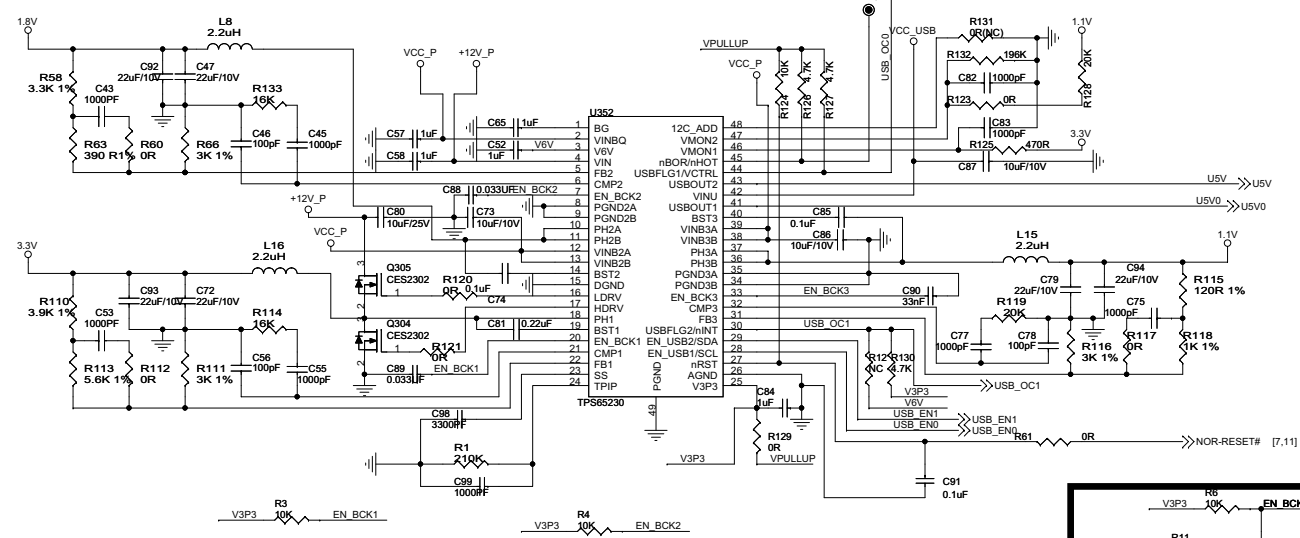 1.8V
L8
2.2uH
C92
22uF/10V
C47
22uF/10V
R58
3.3K 1%
C43
1000PF
R133
16K
R63
390 R1%
R60
0R
R66
3K 1%
C46
100pF
C45
1000pF
VCC_P
+12V_P
C57
1uF
C58
1uF
C65
1uF
C52
1uF
V6V
C88
0.033UF
EN_BCK2
+12V_P
C80
10uF/25V
C73
10uF/10V
VCC_P
3.3V
L16
2.2uH
C93
22uF/10V
C72
22uF/10V
R110
3.9K 1%
C53
1000PF
R114
16K
R113
5.6K 1%
R112
0R
R111
3K 1%
C56
100pF
C55
1000pF
Q305
CES2302
3
1
2
Q304
CES2302
3
1
2
R120
0R
0.1uF
C74
C81
0.22uF
R121
0R
C89
0.033UF
EN_BCK1
C98
3300PF
R1
210K
C99
1000PF
U352
1 BG
2 VINBQ
3 V6V
4 VIN
5 FB2
6 CMP2
7 EN_BCK2
8 PGND2A
9 PGND2B
10 PH2A
11 PH2B
12 VINB2A
13 VINB2B
14 BST2
15 DGND
16 LDRV
17 HDRV
18 PH1
19 BST1
20 EN_BCK1
21 CMP1
22 FB1
23 SS
24 TPIP
12C_ADD 48
VMON2 47
VMON1 46
nBOR/nHOT 45
USBFLG1/VCTRL 44
USBOUT2 43
VINU 42
USBOUT1 41
BST3 40
VINB3A 39
VINB3B 38
PH3A 37
PH3B 36
PGND3A 35
PGND3B 34
EN_BCK3 33
CMP3 32
FB3 31
USBFLG2/nINT 30
EN_USB2/SDA 29
EN_USB1/SCL 28
nRST 27
AGND 26
V3P3 25
PGND
49
TPS65230
VPULLUP
VCC_P
R124
10K
R126
4.7K
R127
4.7K
USB_OC0
VCC_USB
R131
0R(NC)
R132
196K
C82
1000pF
R123
0R
C83
1000pF
R125
470R
C87
10uF/10V
1.1V
20K
R128
3.3V
U5V
U5V
U5V0
U5V0
C85
0.1uF
C86
10uF/10V
L15
2.2uH
1.1V
C79
22uF/10V
C94
22uF/10V
R115
120R 1%
EN_BCK3
C90
33nF
R119
20K
C75
1000pF
C77
1000pF
C78
100pF
R116
3K 1%
R117
0R
R118
1K 1%
USB_OC1
NC
R130
4.7K
V3P3
V6V
USB_OC1
USB_EN1
USB_EN1
USB_EN0
USB_EN0
C84
1uF
R129
0R
V3P3
VPULLUP
R61
0R
NOR-RESET# [7,11]
C91
0.1uF
V3P3
R3
10K
EN_BCK1
V3P3
R4
10K
EN_BCK2
V3P3
R6
10K